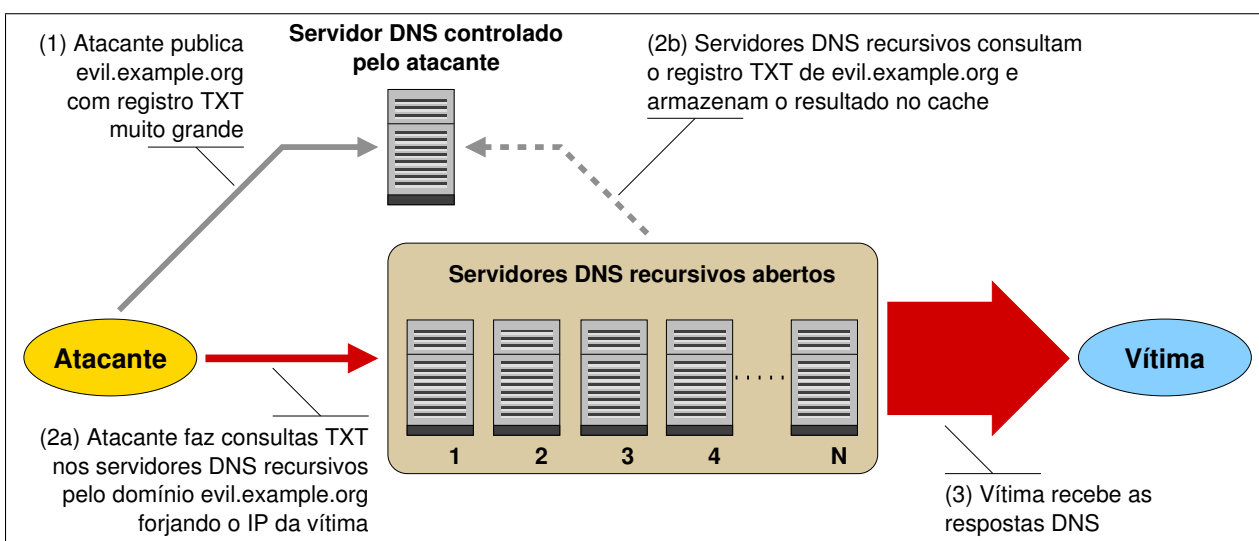 (1) Atacante publica
evil.example.org
com registro TXT
muito grande
Servidor DNS controlado
pelo atacante
(2b) Servidores DNS recursivos consultam
o registro TXT de evil.example.org e
armazenam o resultado no cache
Servidores DNS recursivos abertos
Atacante
Vítima
1 2 3 4 N
(2a) Atacante faz consultas TXT
nos servidores DNS recursivos
pelo domínio evil.example.org
forjando o IP da vítima
(3) Vítima recebe as
respostas DNS